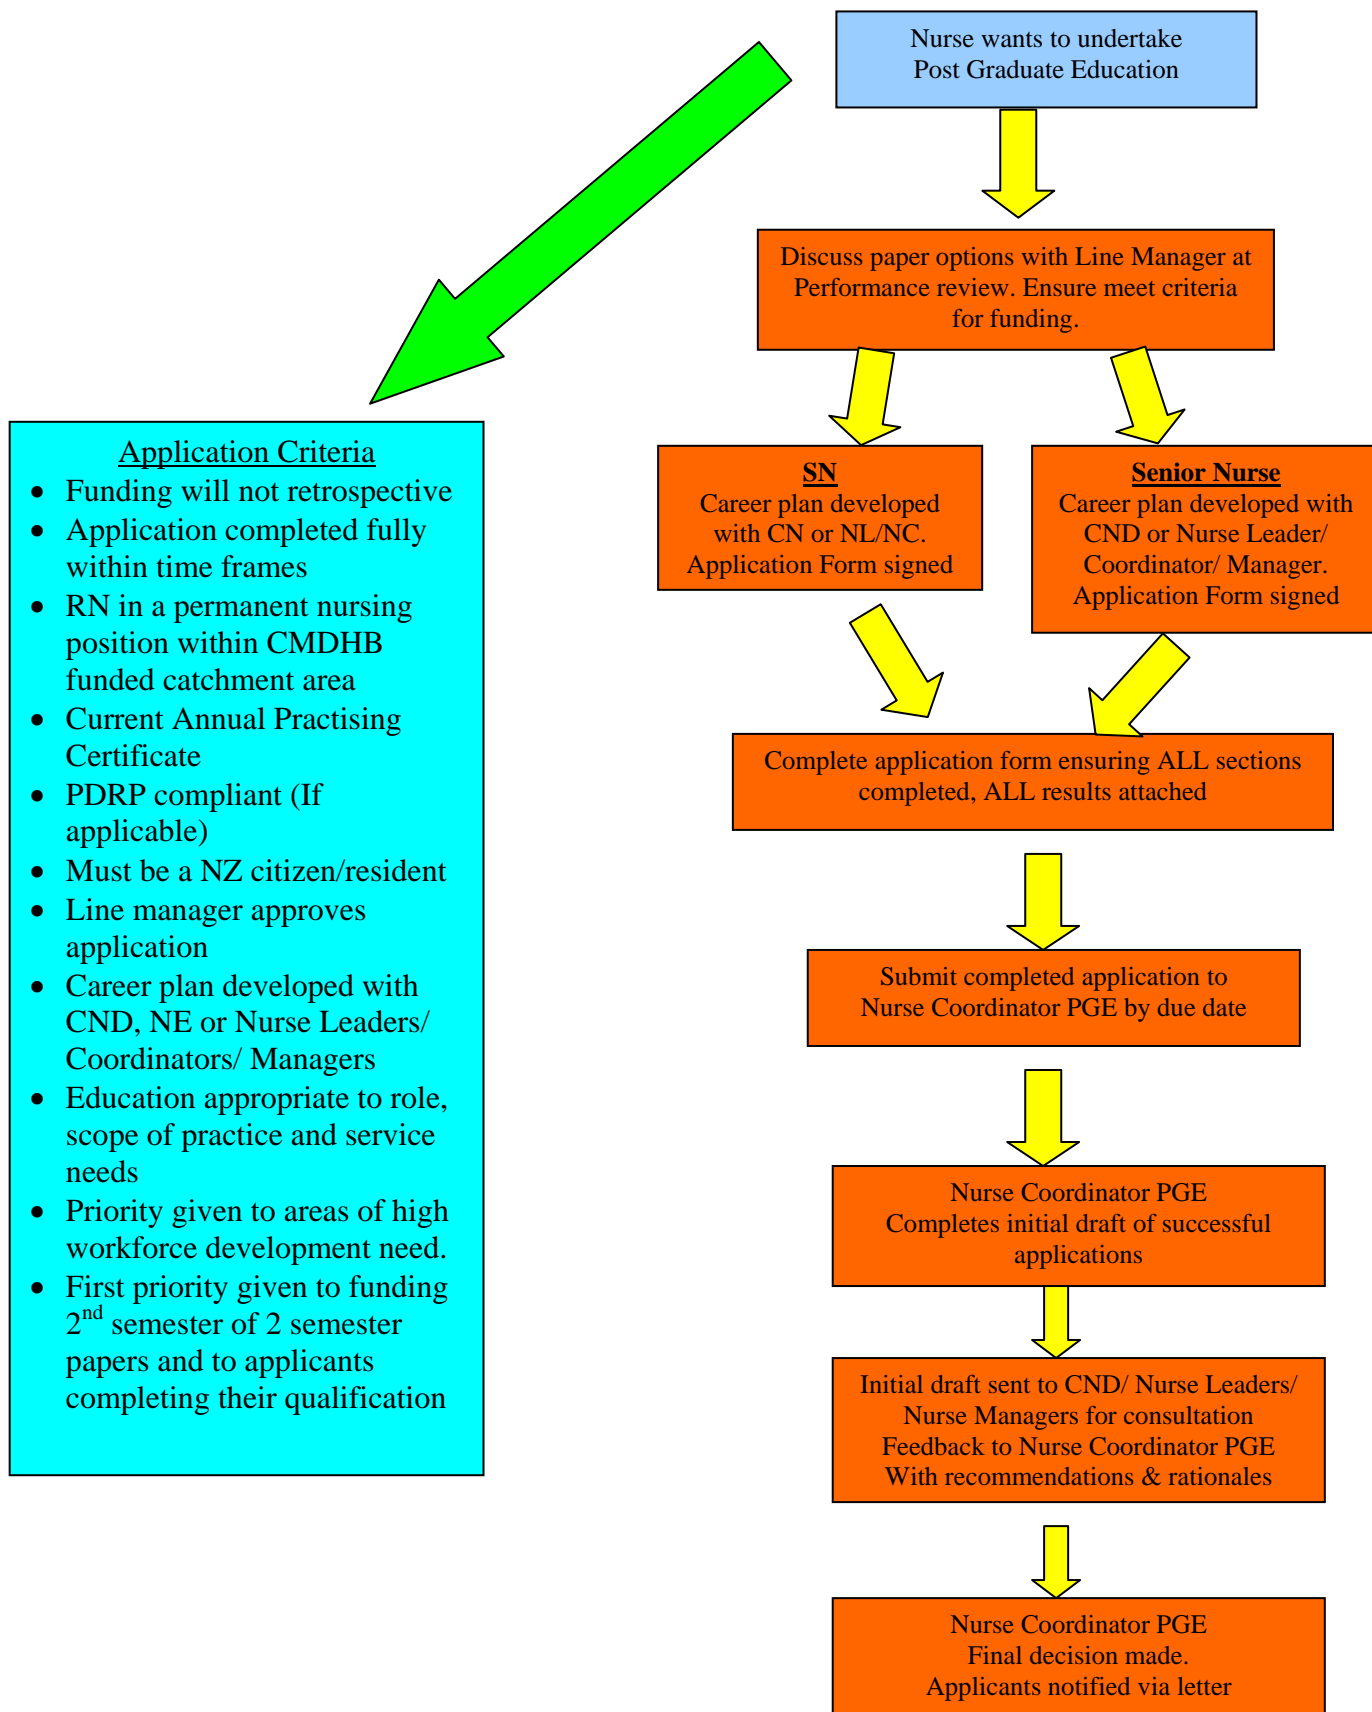 Nurse wants to undertake
Post Graduate Education
Discuss paper options with Line Manager at
Performance review. Ensure meet criteria
for funding.
SN
Career plan developed
with CN or NL/NC.
Application Form signed
Senior Nurse
Career plan developed with
CND or Nurse Leader/
Coordinator/ Manager.
Application Form signed
Complete application form ensuring ALL sections
completed, ALL results attached
Submit completed application to
Nurse Coordinator PGE by due date
Nurse Coordinator PGE
Completes initial draft of successful
applications
Initial draft sent to CND/ Nurse Leaders/
Nurse Managers for consultation
Feedback to Nurse Coordinator PGE
With recommendations & rationales
Nurse Coordinator PGE
Final decision made.
Applicants notified via letter
Application Criteria
• Funding will not retrospective
• Application completed fully
within time frames
• RN in a permanent nursing
position within CMDHB
funded catchment area
• Current Annual Practising
Certificate
• PDRP compliant (If
applicable)
• Must be a NZ citizen/resident
• Line manager approves
application
• Career plan developed with
CND, NE or Nurse Leaders/
Coordinators/ Managers
• Education appropriate to role,
scope of practice and service
needs
• Priority given to areas of high
workforce development need.
• First priority given to funding
2nd semester of 2 semester
papers and to applicants
completing their qualification